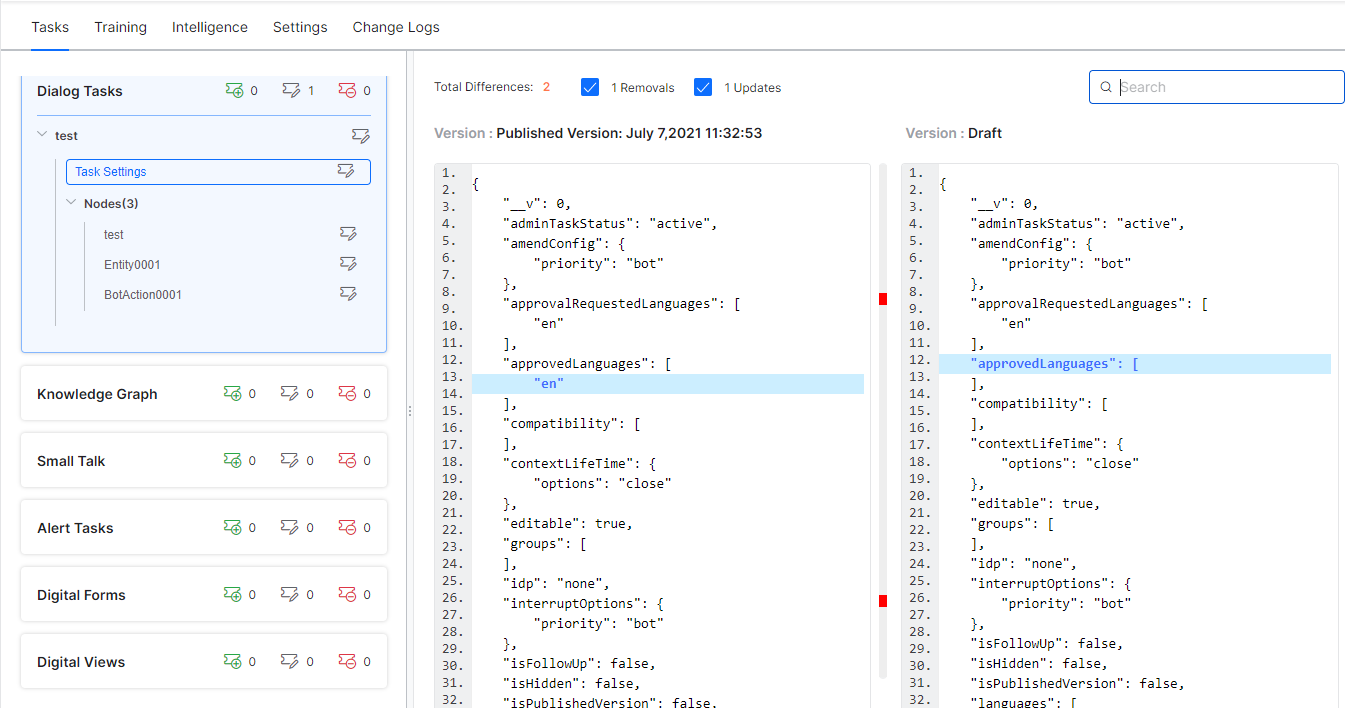 Tasks Training Intelligence Settings Change Logs
Dialog Tasks 0 1 0
test
Task Settings
Nodes(3)
test
Entity0001
BotAction0001
Knowledge Graph 0 0 0
Small Talk 0 0 0
Alert Tasks 0 0 0
Digital Forms 0 0 0
Digital Views 0 0 0
Total Differences: 2 1 Removals 1 Updates
Search
Version : Published Version: July 7,2021 11:32:53
1.
2.
3.
4.
5.
6.
7.
8.
9.
10.
11.
12.
13.
14.
15.
16.
17.
18.
19.
20.
21.
22.
23.
24.
25.
26.
27.
28.
29.
30.
31.
32.
{
"__v": 0,
"adminTaskStatus": "active",
"amendConfig": {
"priority": "bot"
},
"approvalRequestedLanguages": [
"en"
],
"approvedLanguages": [
"en"
],
"compatibility": [
],
"contextLifeTime": {
"options": "close"
},
"editable": true,
"groups": [
],
"idp": "none",
"interruptOptions": {
"priority": "bot"
},
"isFollowUp": false,
"isHidden": false,
"isPublishedVersion": false,
Version : Draft
1.
2.
3.
4.
5.
6.
7.
8.
9.
10.
11.
12.
13.
14.
15.
16.
17.
18.
19.
20.
21.
22.
23.
24.
25.
26.
27.
28.
29.
30.
31.
32.
{
"__v": 0,
"adminTaskStatus": "active",
"amendConfig": {
"priority": "bot"
},
"approvalRequestedLanguages": [
"en"
],
"approvedLanguages": [
],
"compatibility": [
],
"contextLifeTime": {
"options": "close"
},
"editable": true,
"groups": [
],
"idp": "none",
"interruptOptions": {
"priority": "bot"
},
"isFollowUp": false,
"isHidden": false,
"isPublishedVersion": false,
"languages": [